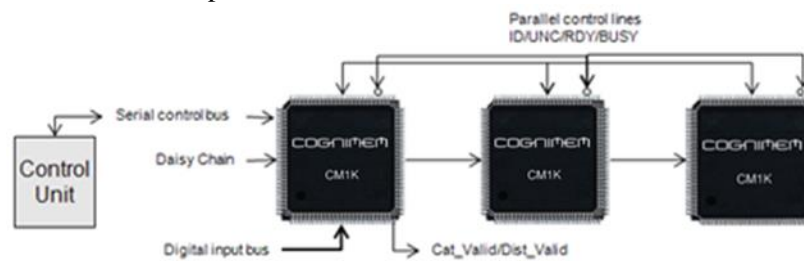 Parallel control lines
ID/UNC/RDY/BUSY
Serial control bus
COGNIMEM
COGNIMEM
COGNIMEM
Control
Unit
Daisy Chain
CM1K
CM1K
CM1K
Digital input bus
Cat_Valid/Dist_Valid